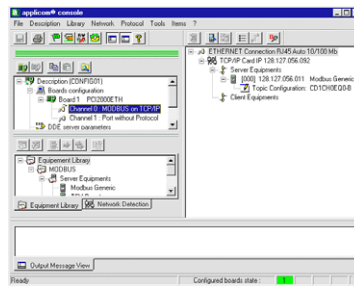 applicom® console
File Description Library Network Protocol Tools Items ?
Description (CONFIG01)
Boards configuration
Board 1 PCI2000ETH
Channel 0 : MODBUS on TCP/IP
Channel 1 : Port without Protocol
DDE server parameters
Equipement Library
MODBUS
Server Equipments
Modbus Generic
Equipment Library Network Detection
ETHERNET Connection RJ45 Auto 10/100 Mb
TCP/IP Card IP 128.127.056.092
Server Equipments
[000] 128.127.056.011 Modbus Generic
Topic Configuration: CD1CH0EQ0-B
Client Equipments
Output Message View
Ready
Configured boards state : 1